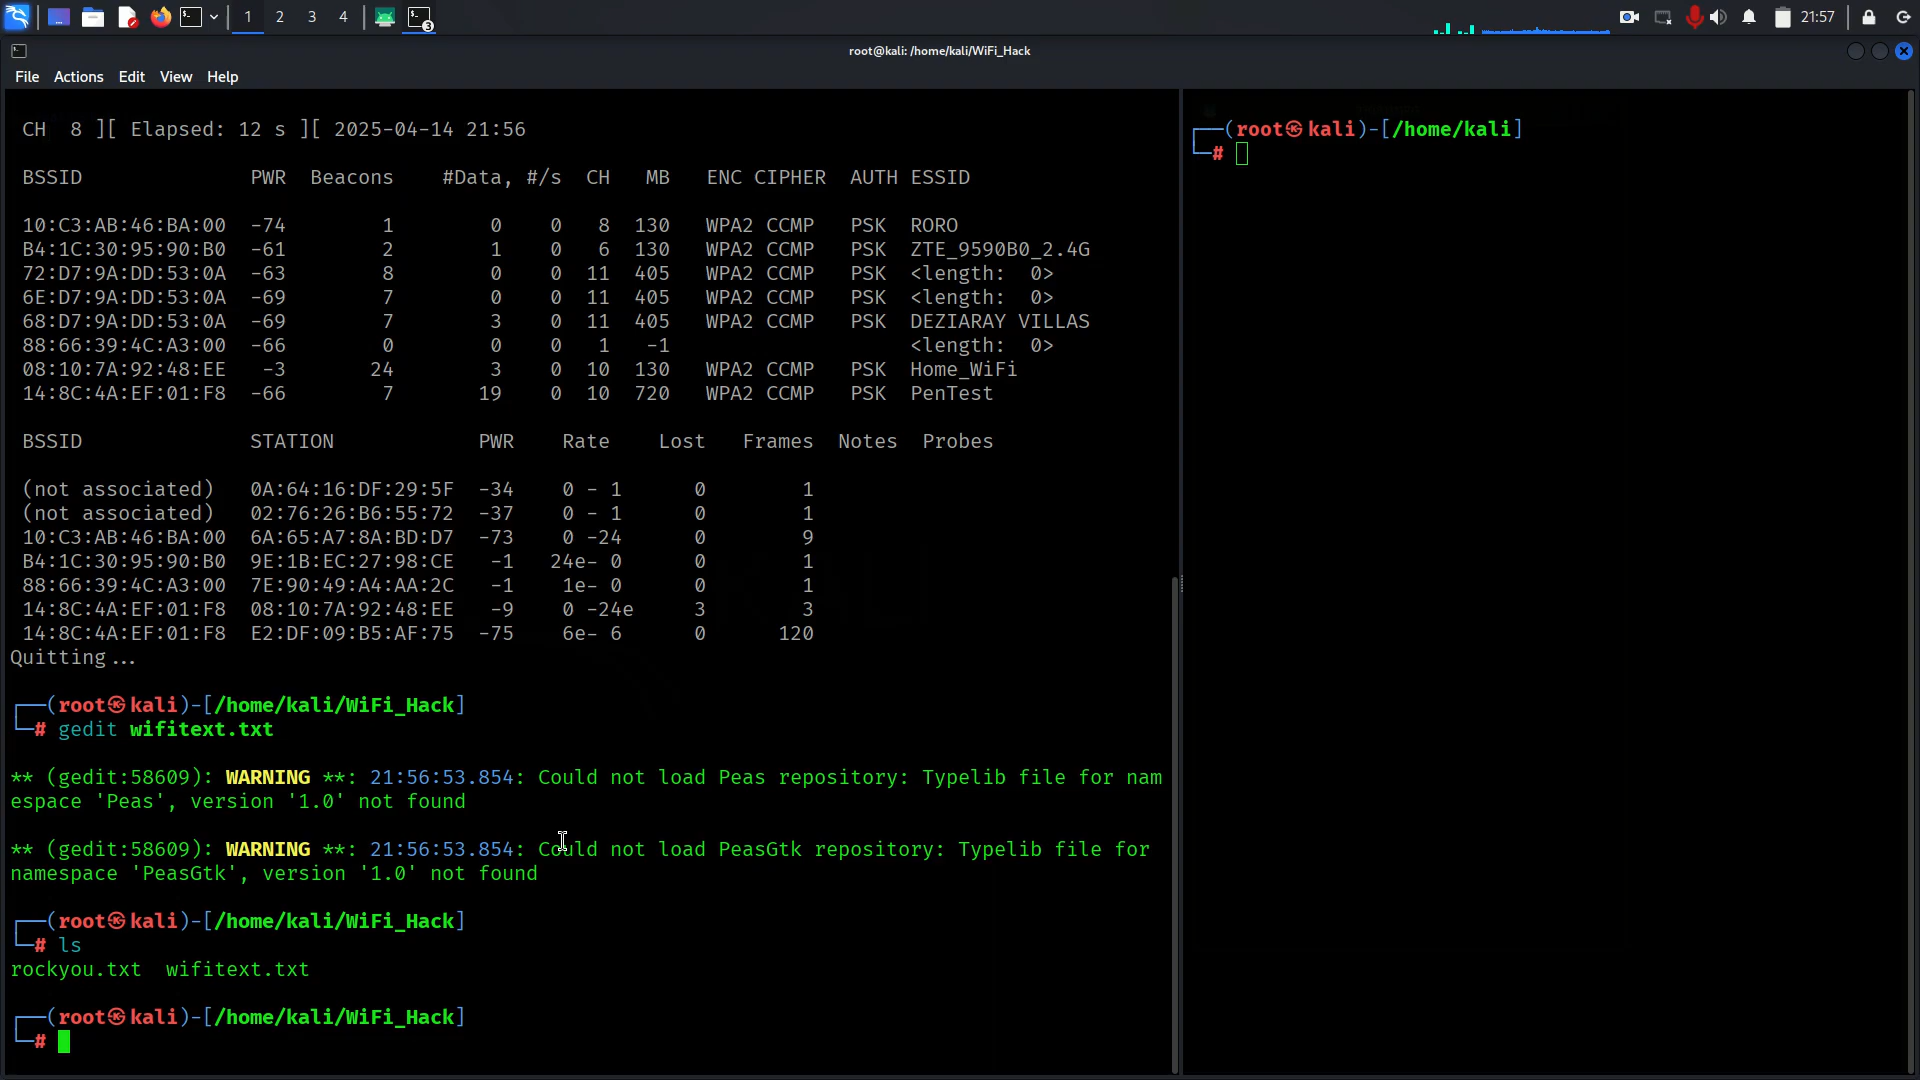 1 2 3 4 3 21:57
root@kali: /home/kali/WiFi_Hack
File Actions Edit View Help
CH 8 ][ Elapsed: 12 s ][ 2025-04-14 21:56
BSSID PWR Beacons #Data, #/s CH MB ENC CIPHER AUTH ESSID
10:C3:AB:46:BA:00 -74 1 0 0 8 130 WPA2 CCMP PSK RORO
B4:1C:30:95:90:B0 -61 2 1 0 6 130 WPA2 CCMP PSK ZTE_9590B0_2.4G
72:D7:9A:DD:53:0A -63 8 0 0 11 405 WPA2 CCMP PSK <length: 0>
6E:D7:9A:DD:53:0A -69 7 0 0 11 405 WPA2 CCMP PSK <length: 0>
68:D7:9A:DD:53:0A -69 7 3 0 11 405 WPA2 CCMP PSK DEZIARAY VILLAS
88:66:39:4C:A3:00 -66 0 0 0 1 -1 <length: 0>
08:10:7A:92:48:EE -3 24 3 0 10 130 WPA2 CCMP PSK Home_WiFi
14:8C:4A:EF:01:F8 -66 7 19 0 10 720 WPA2 CCMP PSK PenTest
BSSID STATION PWR Rate Lost Frames Notes Probes
(not associated) 0A:64:16:DF:29:5F -34 0 - 1 0 1
(not associated) 02:76:26:B6:55:72 -37 0 - 1 0 1
10:C3:AB:46:BA:00 6A:65:A7:8A:BD:D7 -73 0 -24 0 9
B4:1C:30:95:90:B0 9E:1B:EC:27:98:CE -1 24e- 0 0 1
88:66:39:4C:A3:00 7E:90:49:A4:AA:2C -1 1e- 0 0 1
14:8C:4A:EF:01:F8 08:10:7A:92:48:EE -9 0 -24e 3 3
14:8C:4A:EF:01:F8 E2:DF:09:B5:AF:75 -75 6e- 6 0 120
Quitting...
┌──(root㉿kali)-[/home/kali/WiFi_Hack]
└─# gedit wifitext.txt
** (gedit:58609): WARNING **: 21:56:53.854: Could not load Peas repository: Typelib file for nam
espace 'Peas', version '1.0' not found
** (gedit:58609): WARNING **: 21:56:53.854: Could not load PeasGtk repository: Typelib file for
namespace 'PeasGtk', version '1.0' not found
┌──(root㉿kali)-[/home/kali/WiFi_Hack]
└─# ls
rockyou.txt wifitext.txt
┌──(root㉿kali)-[/home/kali/WiFi_Hack]
└─#
┌──(root㉿kali)-[/home/kali]
└─#